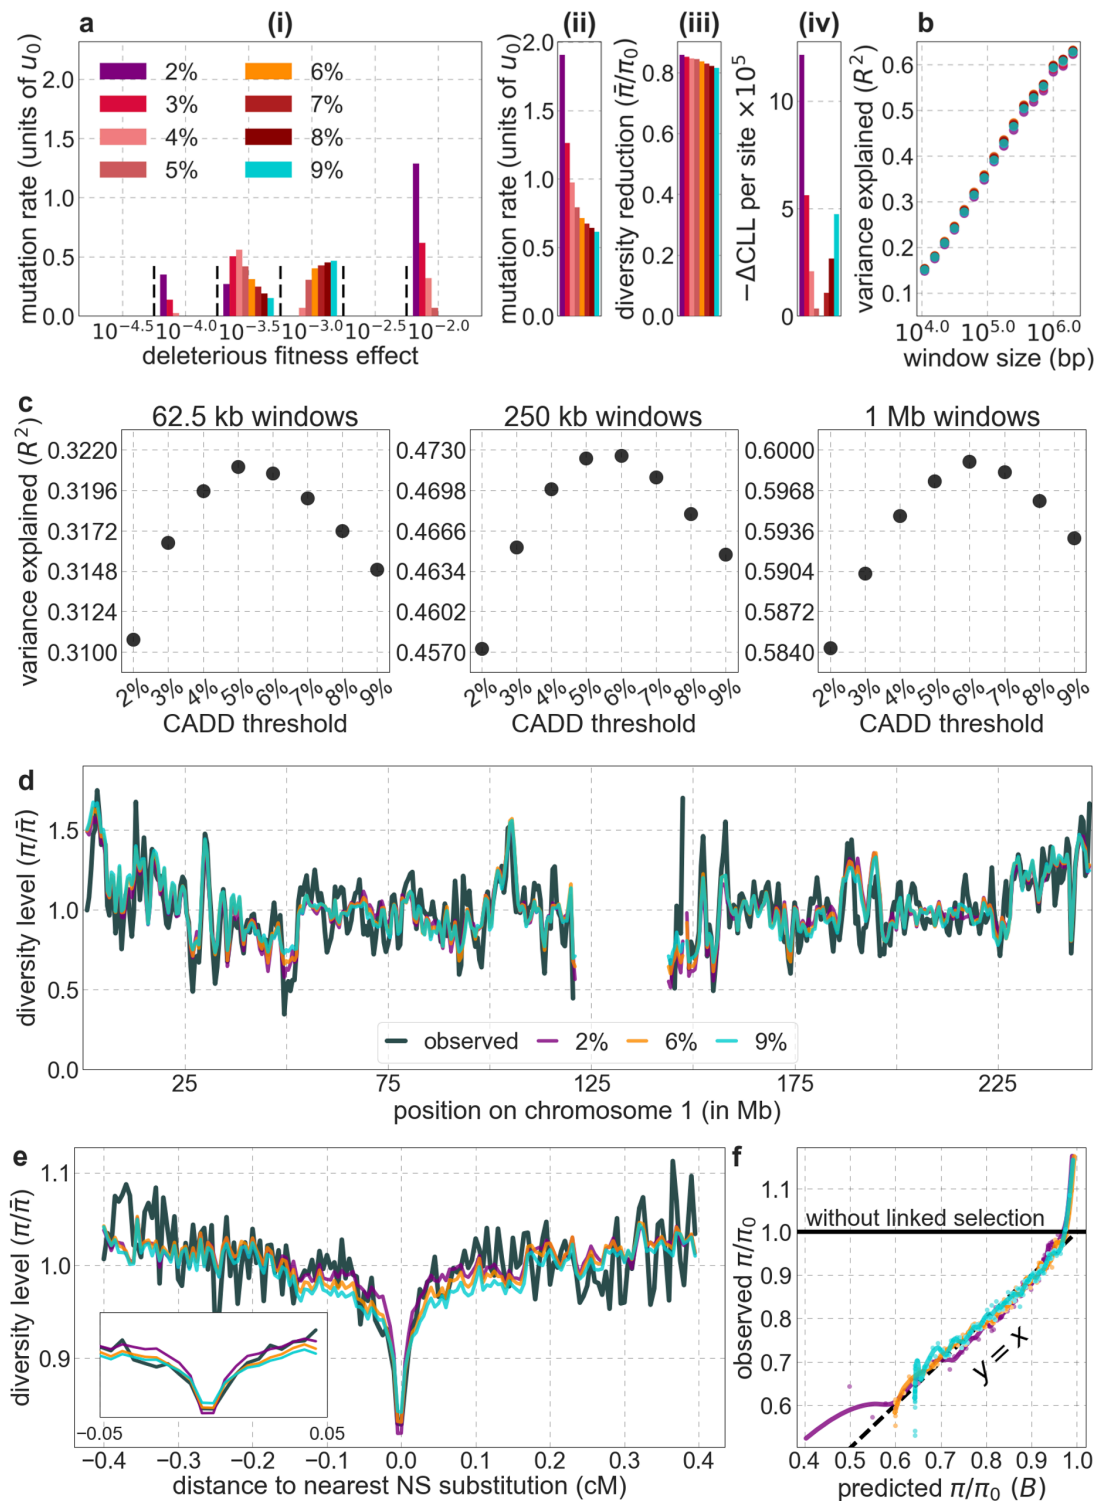 a
(i)
(ii)
(iii)
(iv)
b
mutation rate (units of u0)
2.0
1.5
1.0
0.5
0.0
2%
3%
4%
5%
6%
7%
8%
9%
10−4.5
10−4.0
10−3.5
10−3.0
10−2.5
10−2.0
deleterious fitness effect
mutation rate (units of u0)
2.0
1.5
1.0
0.5
0.0
diversity reduction (π̄/π0)
0.8
0.6
0.4
0.2
0.0
−ΔCLL per site ×10⁵
10
5
0
variance explained (R²)
0.6
0.5
0.4
0.3
0.2
0.1
10⁴·⁰ 10⁵·⁰ 10⁶·⁰
window size (bp)
c
62.5 kb windows
250 kb windows
1 Mb windows
variance explained (R²)
0.3220
0.3196
0.3172
0.3148
0.3124
0.3100
2% 3% 4% 5% 6% 7% 8% 9%
CADD threshold
0.4730
0.4698
0.4666
0.4634
0.4602
0.4570
2% 3% 4% 5% 6% 7% 8% 9%
CADD threshold
0.6000
0.5968
0.5936
0.5904
0.5872
0.5840
2% 3% 4% 5% 6% 7% 8% 9%
CADD threshold
d
diversity level (π/π̄)
1.5
1.0
0.5
0.0
observed 2% 6% 9%
25 75 125 175 225
position on chromosome 1 (in Mb)
e
diversity level (π/π̄)
1.1
1.0
0.9
−0.05 0.05
−0.4 −0.3 −0.2 −0.1 0.0 0.1 0.2 0.3 0.4
distance to nearest NS substitution (cM)
f
observed π/π0
1.1
1.0
0.9
0.8
0.7
0.6
without linked selection
y = x
0.4 0.5 0.6 0.7 0.8 0.9 1.0
predicted π/π0 (B)